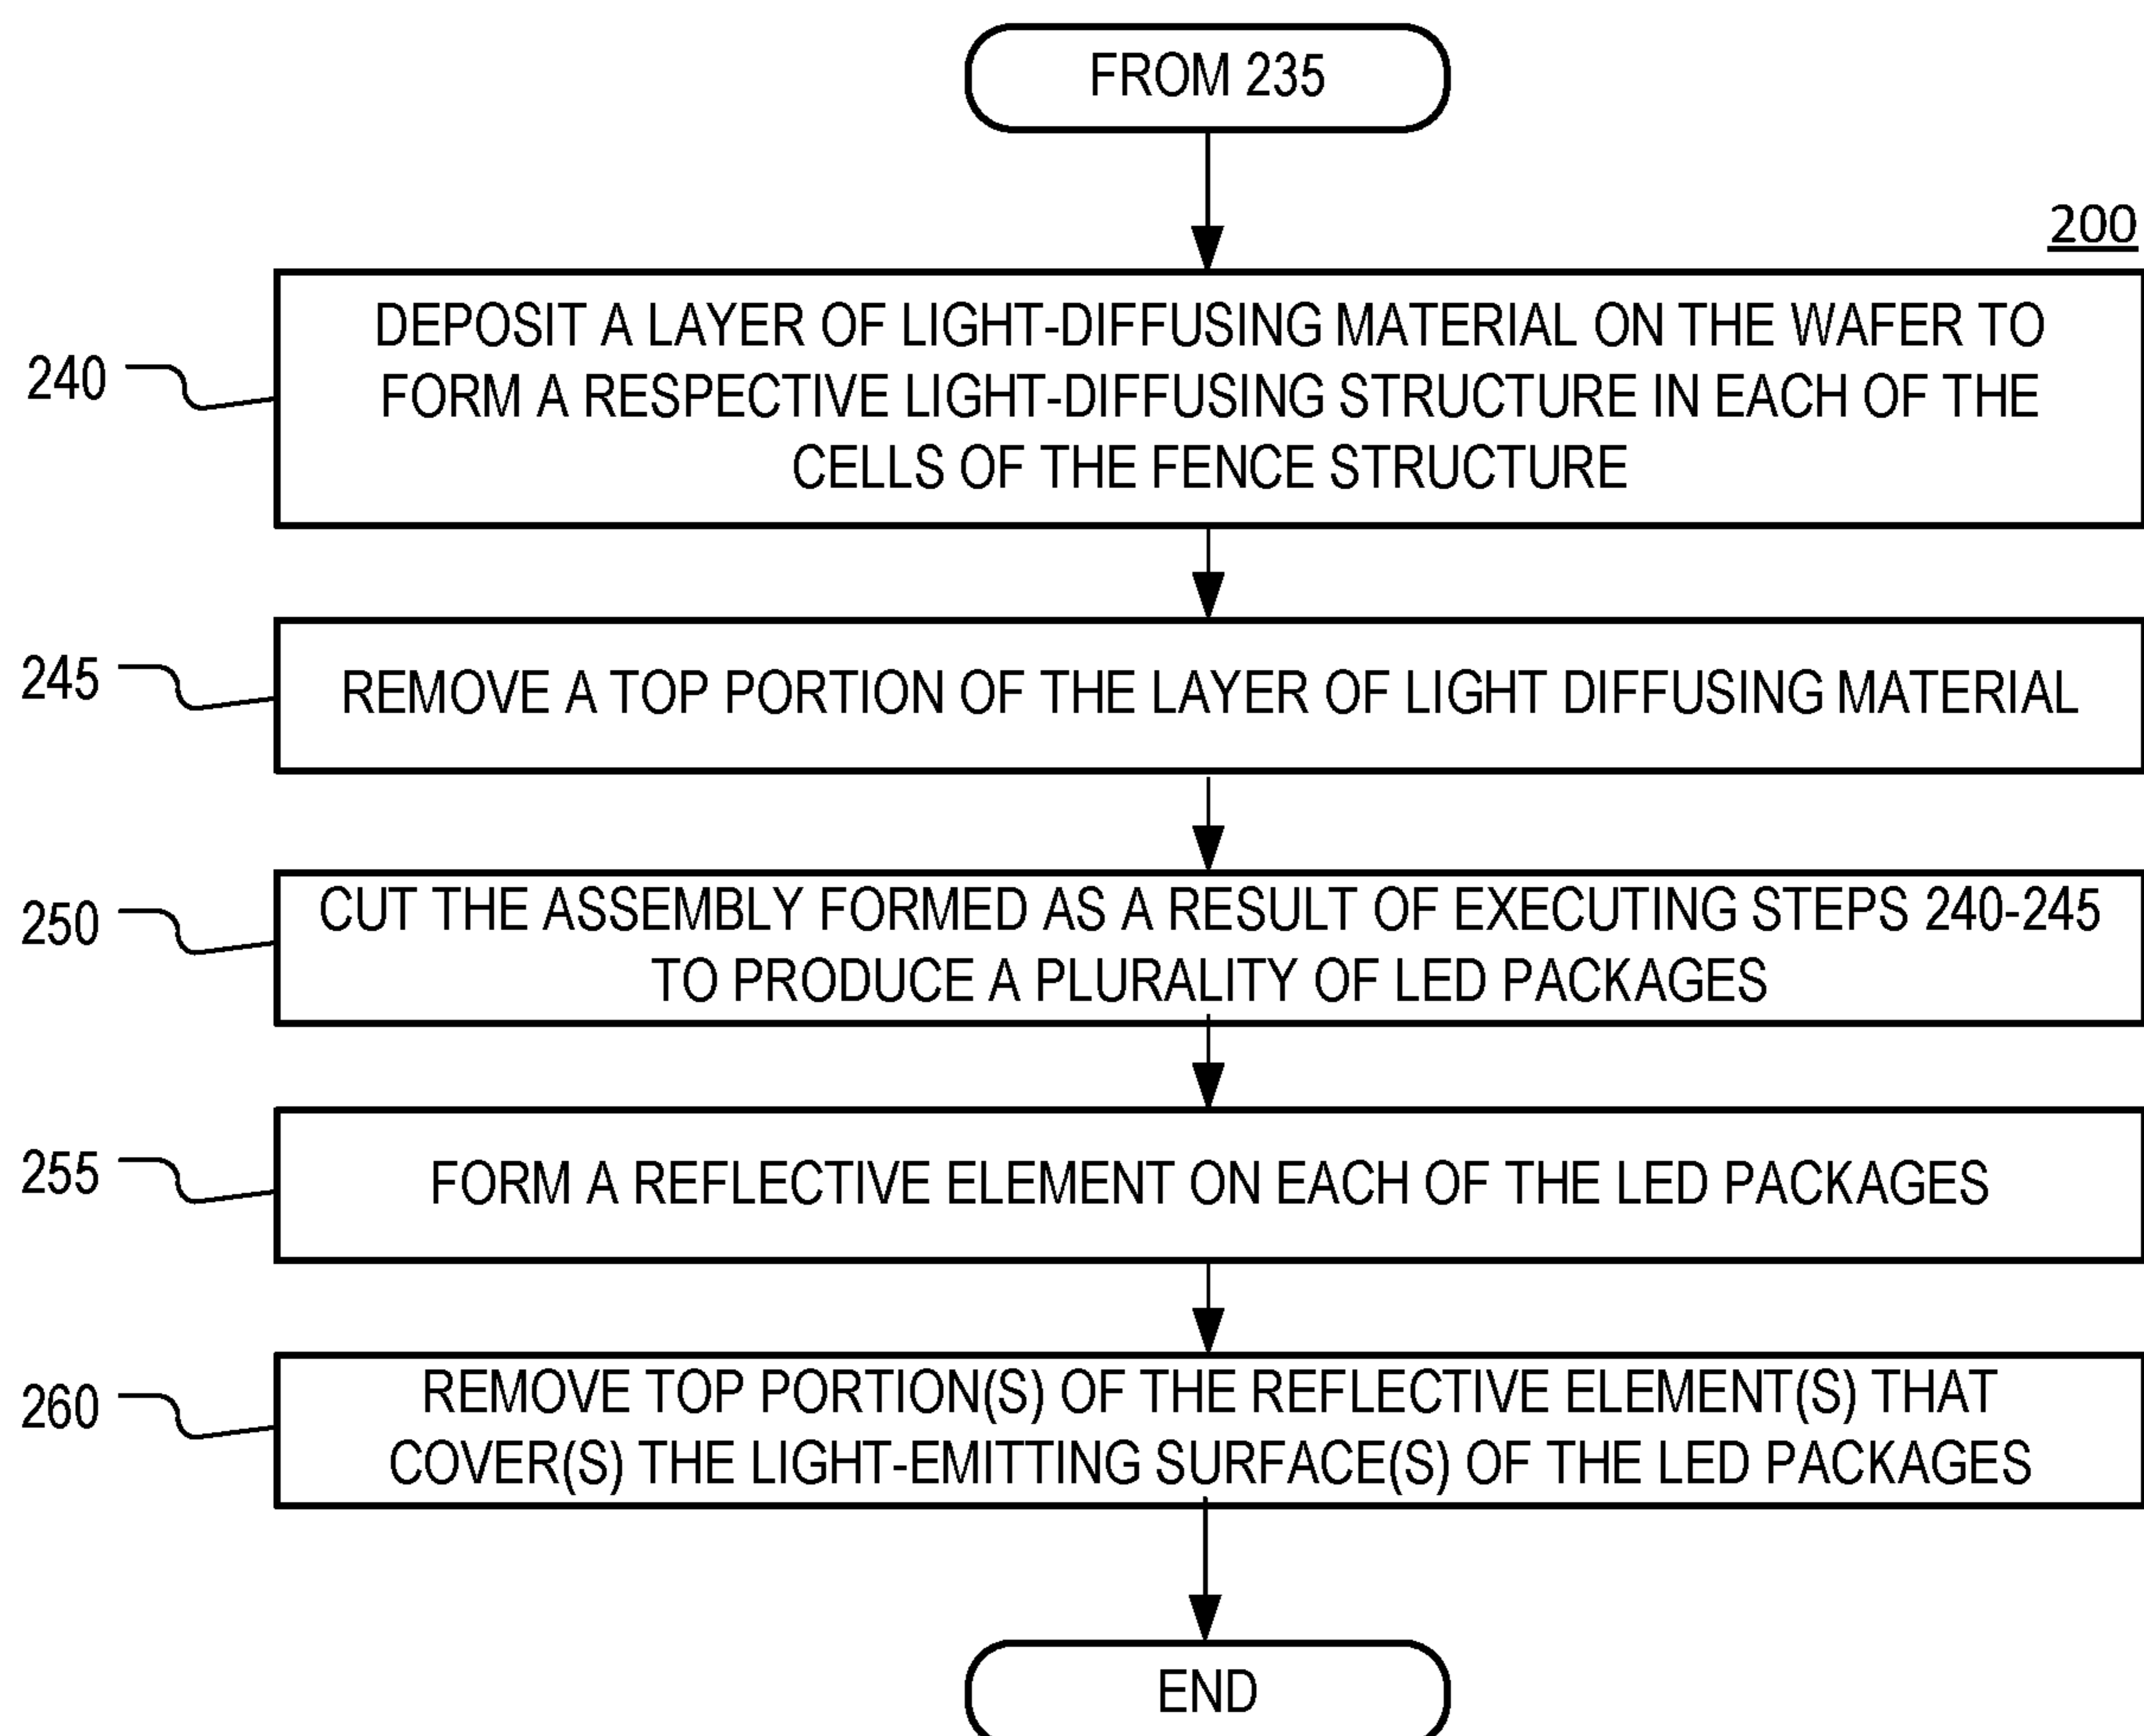 FROM 235
200
240
DEPOSIT A LAYER OF LIGHT-DIFFUSING MATERIAL ON THE WAFER TO
FORM A RESPECTIVE LIGHT-DIFFUSING STRUCTURE IN EACH OF THE
CELLS OF THE FENCE STRUCTURE
245
REMOVE A TOP PORTION OF THE LAYER OF LIGHT DIFFUSING MATERIAL
250
CUT THE ASSEMBLY FORMED AS A RESULT OF EXECUTING STEPS 240-245
TO PRODUCE A PLURALITY OF LED PACKAGES
255
FORM A REFLECTIVE ELEMENT ON EACH OF THE LED PACKAGES
260
REMOVE TOP PORTION(S) OF THE REFLECTIVE ELEMENT(S) THAT
COVER(S) THE LIGHT-EMITTING SURFACE(S) OF THE LED PACKAGES
END